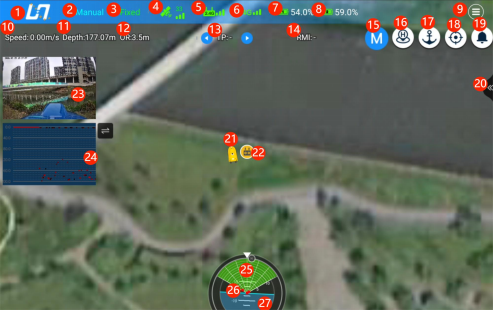 1 2 Manual 3 Fixed 4 5 6 7 54.0% 8 59.0% 9
10 11 12 13 14 15 16 17 18 19
Speed:0.00m/s Depth:177.07m OR:3.5m TP:- RMI:- M
20
23
21
22
24
25
26
27